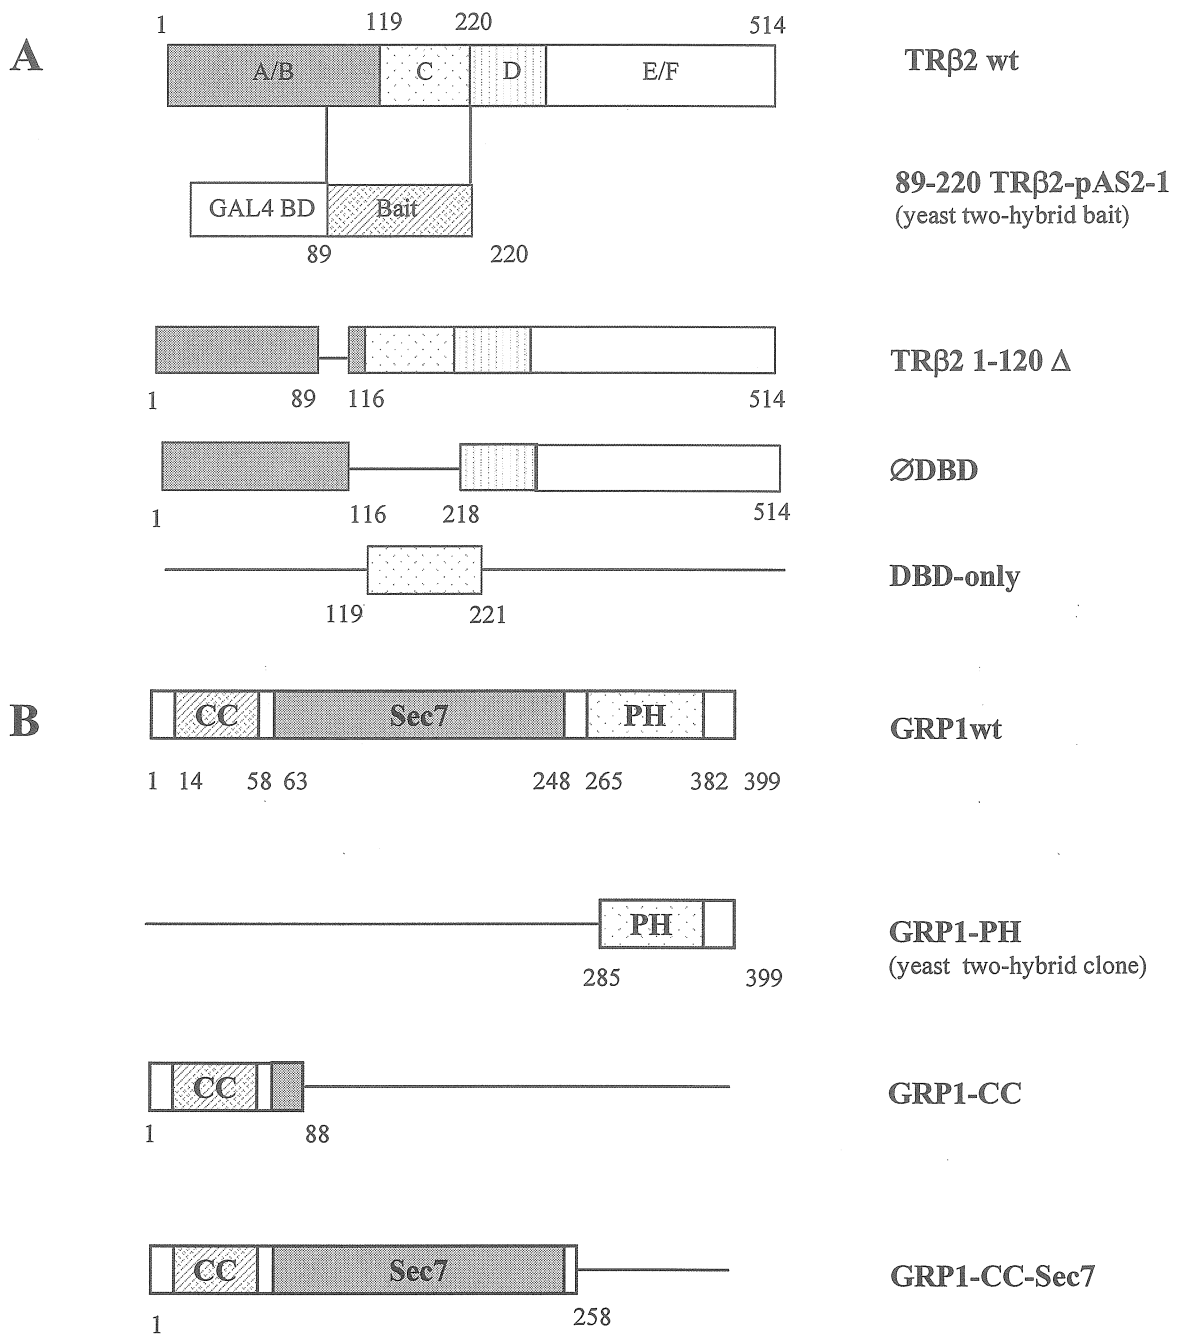 1 119 220 514
A
A/B C D E/F
TRβ2 wt
GAL4 BD Bait
89-220 TRβ2-pAS2-1
(yeast two-hybrid bait)
89 220
TRβ2 1-120 Δ
1 89 116 514
∅DBD
1 116 218 514
DBD-only
119 221
B
CC Sec7 PH
GRP1wt
1 14 58 63 248 265 382 399
PH
GRP1-PH
(yeast two-hybrid clone)
285 399
CC
GRP1-CC
1 88
CC Sec7
GRP1-CC-Sec7
1 258